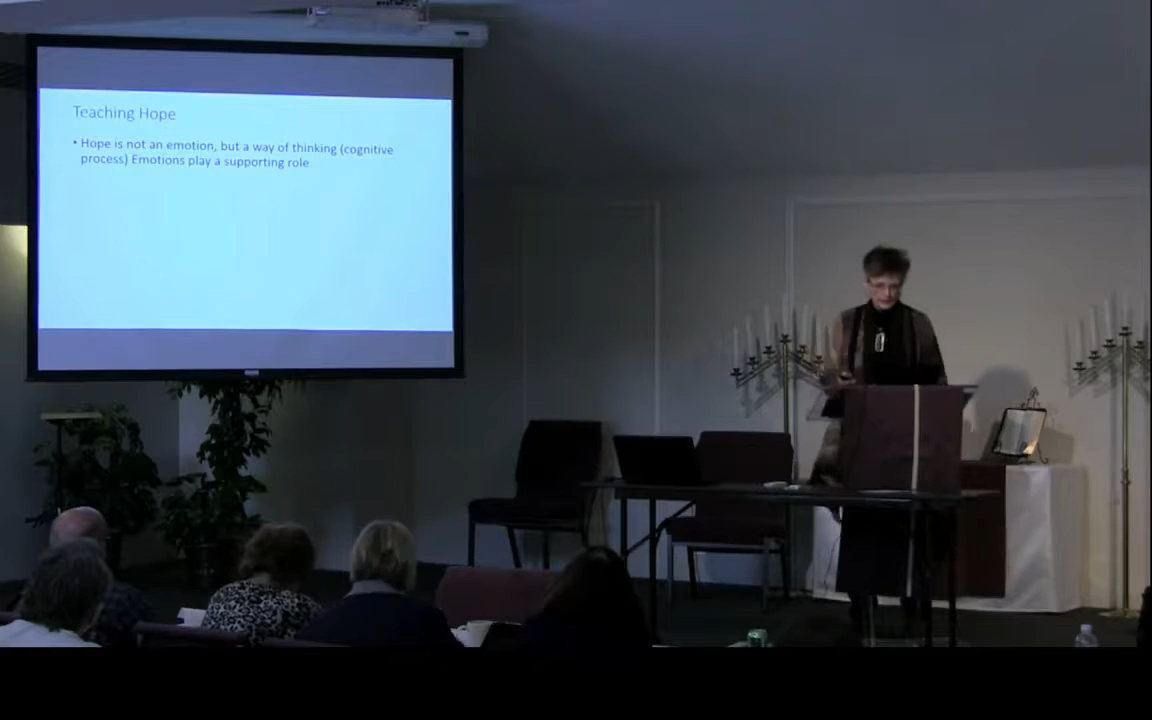 Teaching Hope
• Hope is not an emotion, but a way of thinking (cognitive
process) Emotions play a supporting role